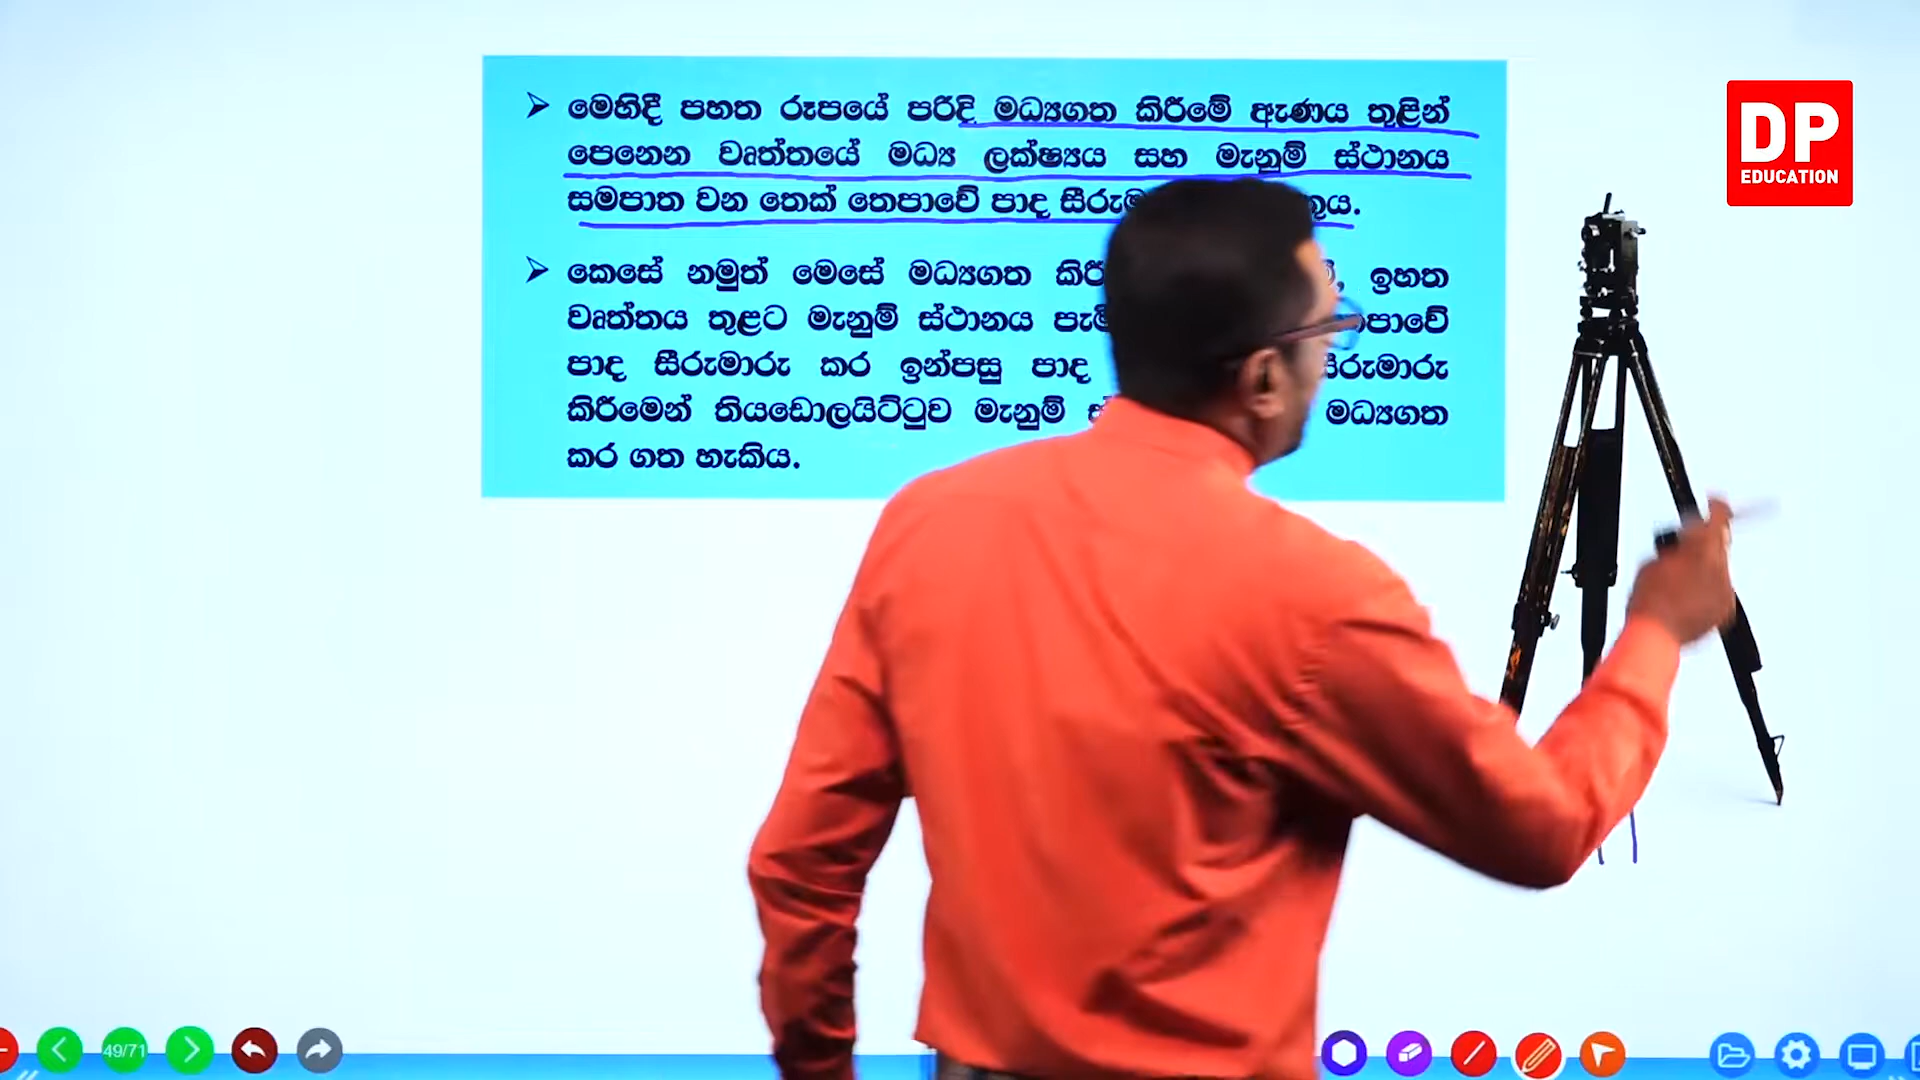 ➢ මෙහිදී පහත රූපයේ පරිදි මධ්‍යගත කිරීමේ ඇණය තුළින්
පෙනෙන වෘත්තයේ මධ්‍ය ලක්ෂ්‍යය සහ මැනුම් ස්ථානය
සමපාත වන තෙක් තෙපාවේ පාද
➢ කෙසේ නමුත් මෙසේ මධ්‍යගත ඉහත
වෘත්තය තුළට මැනුම් ස්ථානය
පාද සීරුමාරු කර ඉන්පසු පාද
කිරීමෙන් තියඩොලයිට්ටුව මැනුම් මධ්‍යගත
කර ගත හැකිය.
DP
EDUCATION
49/71